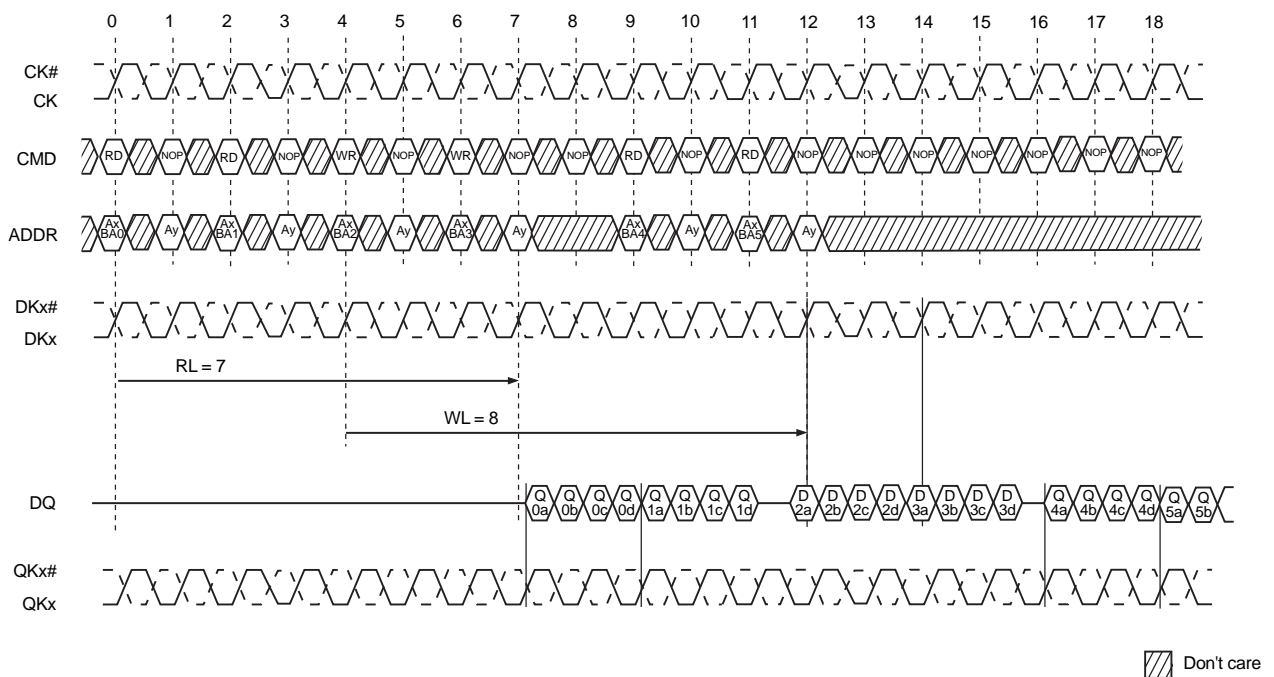 0 1 2 3 4 5 6 7 8 9 10 11 12 13 14 15 16 17 18
CK#
CK
CMD RD NOP RD NOP WR NOP WR NOP NOP RD NOP RD NOP NOP NOP NOP NOP NOP NOP
Ax Ax Ax Ax Ax Ax
ADDR BA0 Ay BA1 Ay BA2 Ay BA3 Ay BA4 Ay BA5 Ay
DKx#
DKx
RL = 7
WL = 8
Q Q Q Q Q Q Q Q D D D D D D D D Q Q Q Q Q Q
DQ 0a 0b 0c 0d 1a 1b 1c 1d 2a 2b 2c 2d 3a 3b 3c 3d 4a 4b 4c 4d 5a 5b
QKx#
QKx
Don't care